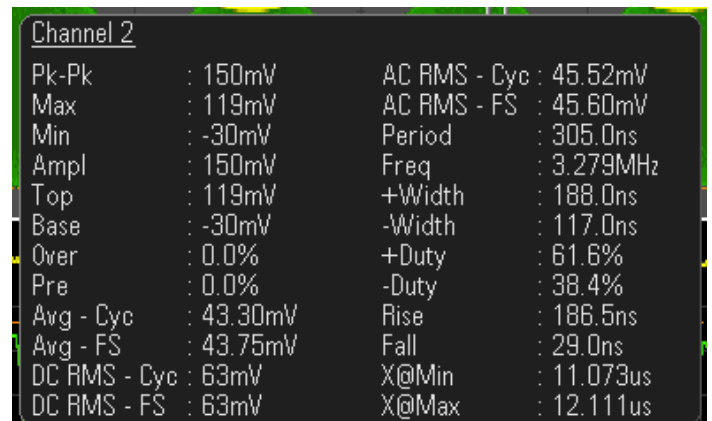 Channel 2
Pk-Pk : 150mV AC RMS - Cyc : 45.52mV
Max : 119mV AC RMS - FS : 45.60mV
Min : -30mV Period : 305.0ns
Ampl : 150mV Freq : 3.279MHz
Top : 119mV +Width : 188.0ns
Base : -30mV -Width : 117.0ns
Over : 0.0% +Duty : 61.6%
Pre : 0.0% -Duty : 38.4%
Avg - Cyc : 43.30mV Rise : 186.5ns
Avg - FS : 43.75mV Fall : 29.0ns
DC RMS - Cyc : 63mV X@Min : 11.073us
DC RMS - FS : 63mV X@Max : 12.111us